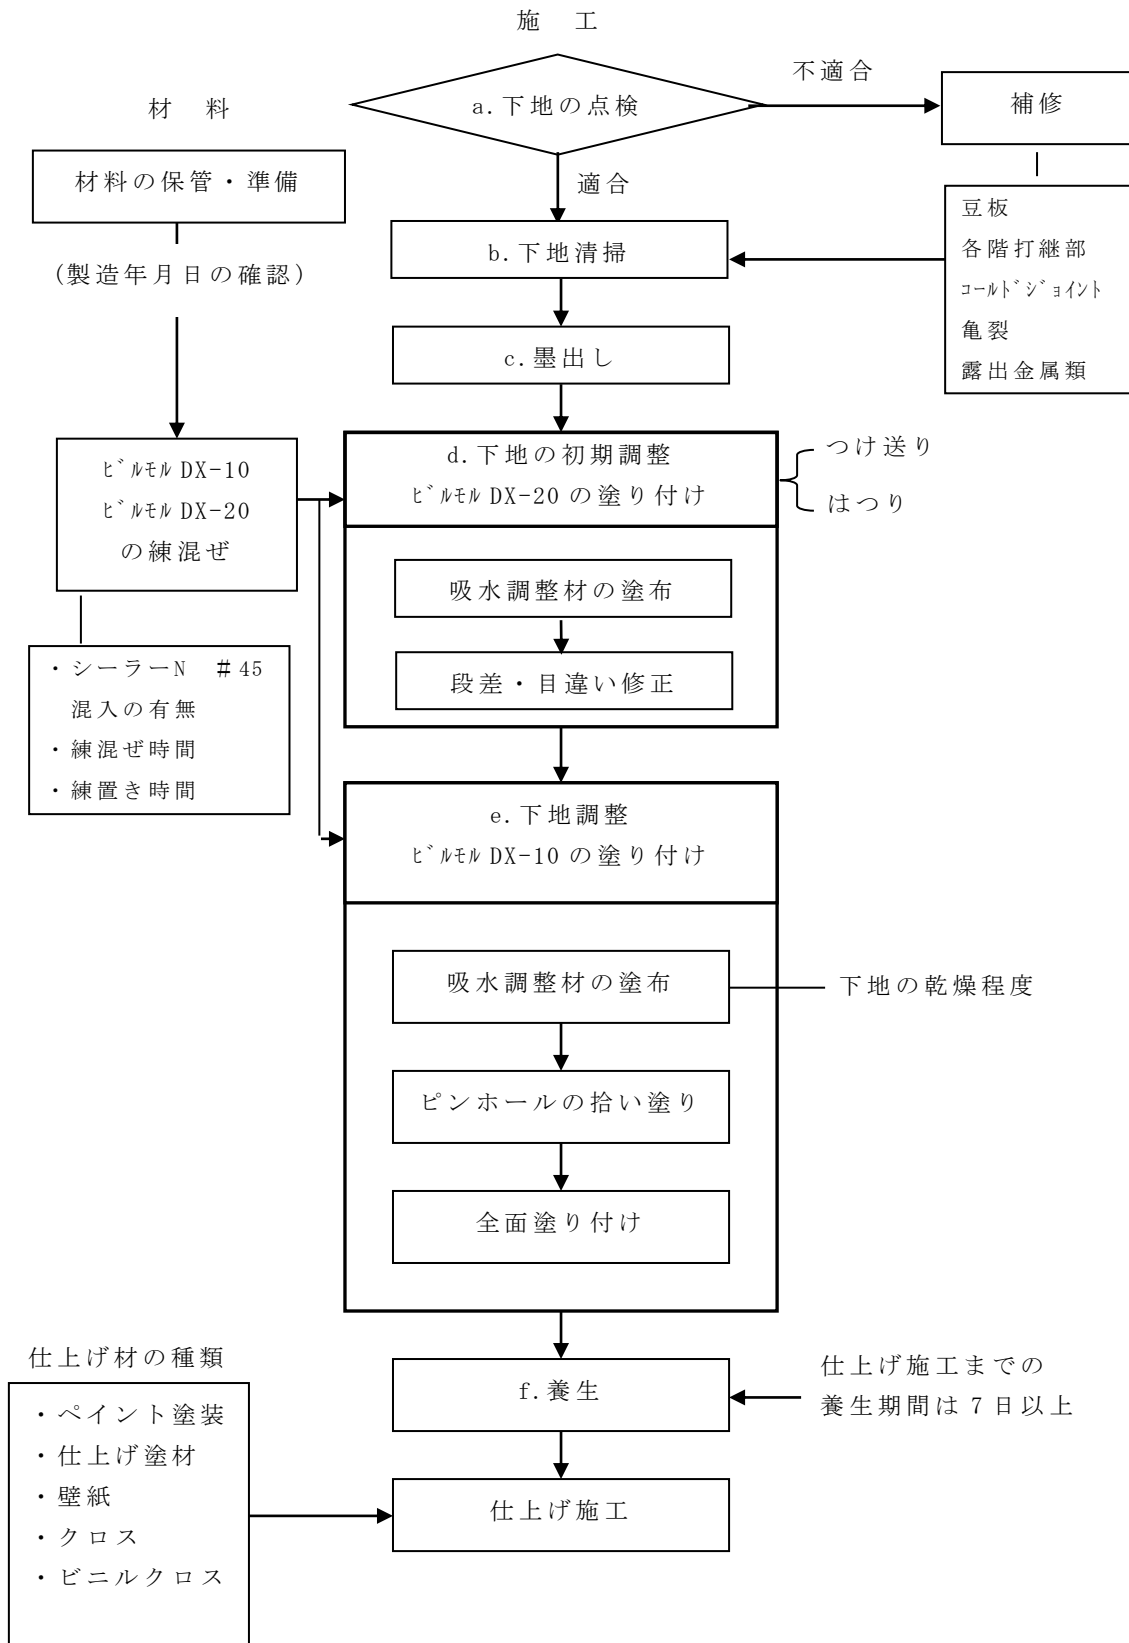 施　工
材　料
a.下地の点検
不適合
補修
適合
材料の保管・準備
(製造年月日の確認)
豆板
各階打継部
ｺｰﾙﾄﾞｼﾞｮｲﾝﾄ
亀裂
露出金属類
b.下地清掃
c.墨出し
ﾋﾞﾙﾓﾙ DX-10
ﾋﾞﾙﾓﾙ DX-20
の練混ぜ
・シーラーN　＃45
混入の有無
・練混ぜ時間
・練置き時間
d.下地の初期調整
ﾋﾞﾙﾓﾙ DX-20 の塗り付け
つけ送り
はつり
吸水調整材の塗布
段差・目違い修正
e.下地調整
ﾋﾞﾙﾓﾙ DX-10 の塗り付け
吸水調整材の塗布
下地の乾燥程度
ピンホールの拾い塗り
全面塗り付け
f.養生
仕上げ施工までの
養生期間は７日以上
仕上げ材の種類
・ペイント塗装
・仕上げ塗材
・壁紙
・クロス
・ビニルクロス
仕上げ施工